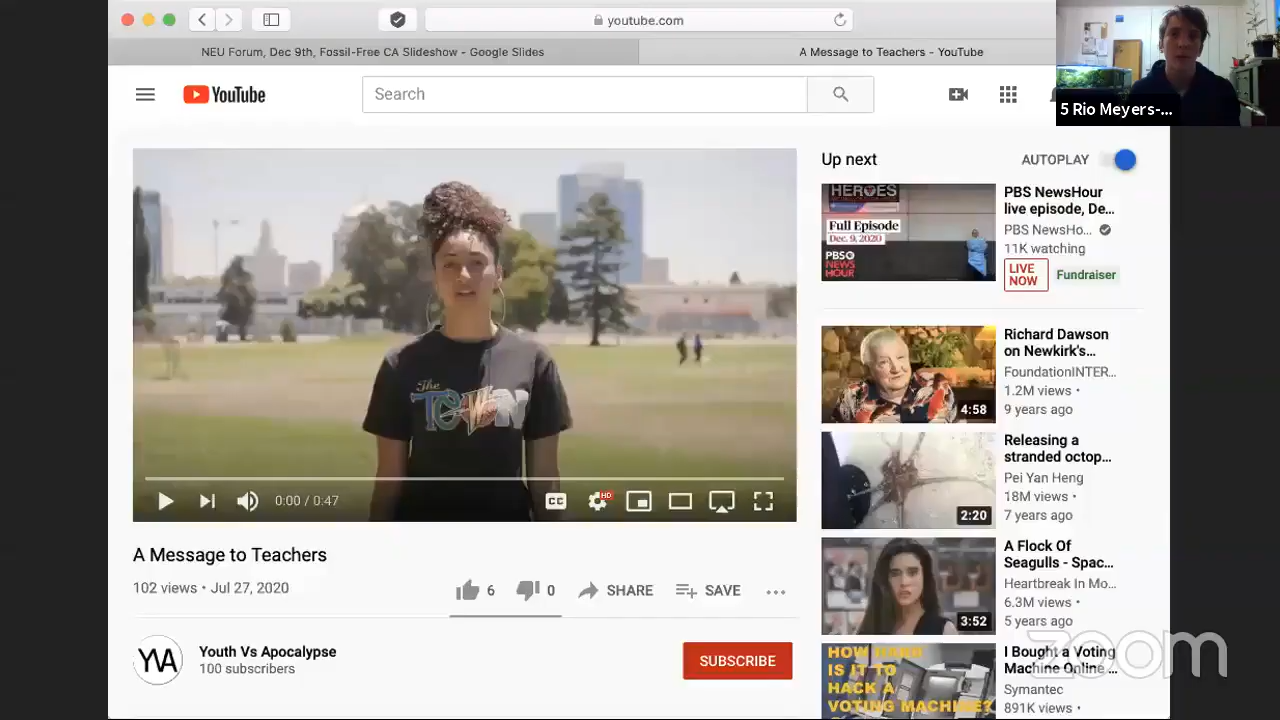 youtube.com
NEU Forum, Dec 9th, Fossil-Free CA Slideshow - Google Slides
A Message to Teachers - YouTube
5 Rio Meyers-...
YouTube
Search
The
TOWN
0:00 / 0:47
CC
HD
A Message to Teachers
102 views • Jul 27, 2020
6
0
SHARE
SAVE
YVA
Youth Vs Apocalypse
100 subscribers
SUBSCRIBE
Up next
AUTOPLAY
HEROES
Full Episode
Dec. 9, 2020
PBS
NEWS
HOUR
PBS NewsHour
live episode, De...
PBS NewsHo...
11K watching
LIVE
NOW
Fundraiser
4:58
Richard Dawson
on Newkirk's...
FoundationINTER...
1.2M views •
9 years ago
2:20
Releasing a
stranded octop...
Pei Yan Heng
18M views •
7 years ago
3:52
A Flock Of
Seagulls - Spac...
Heartbreak In Mo...
6.3M views •
5 years ago
HOW HARD
IS IT TO
HACK A
VOTING MACHINE?
I Bought a Voting
Machine Online ...
Symantec
891K views •
zoom